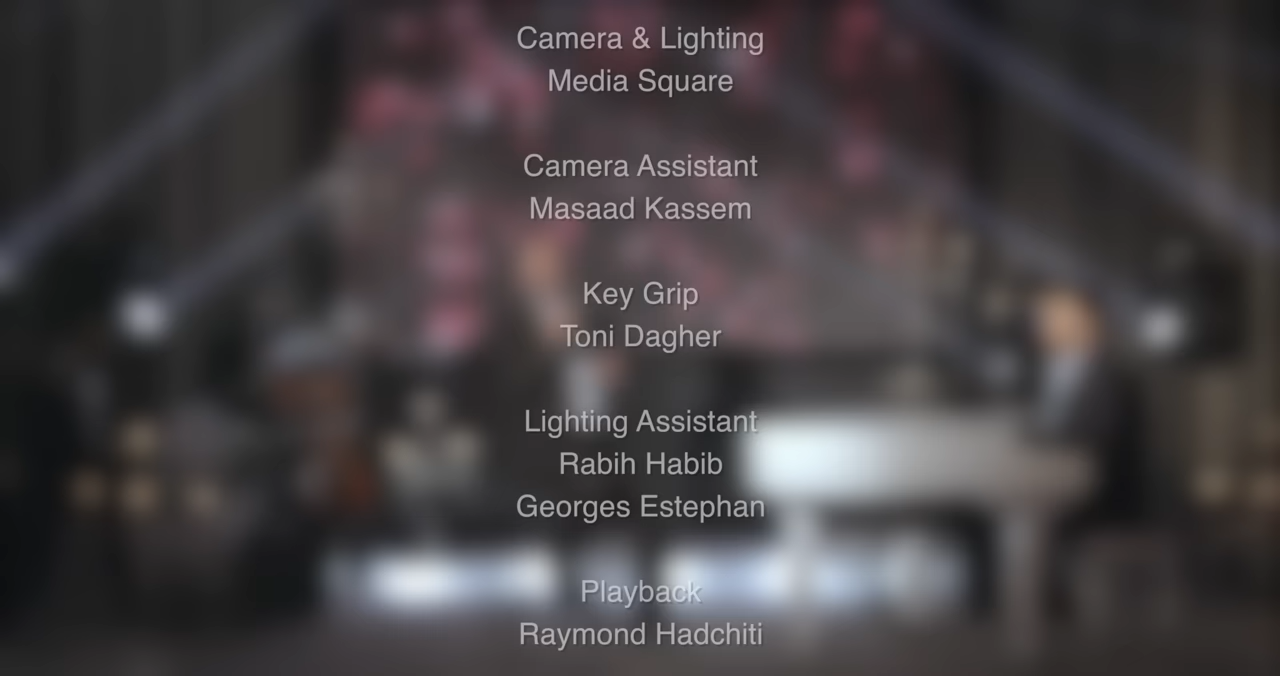 Camera & Lighting
Media Square
Camera Assistant
Masaad Kassem
Key Grip
Toni Dagher
Lighting Assistant
Rabih Habib
Georges Estephan
Playback
Raymond Hadchiti